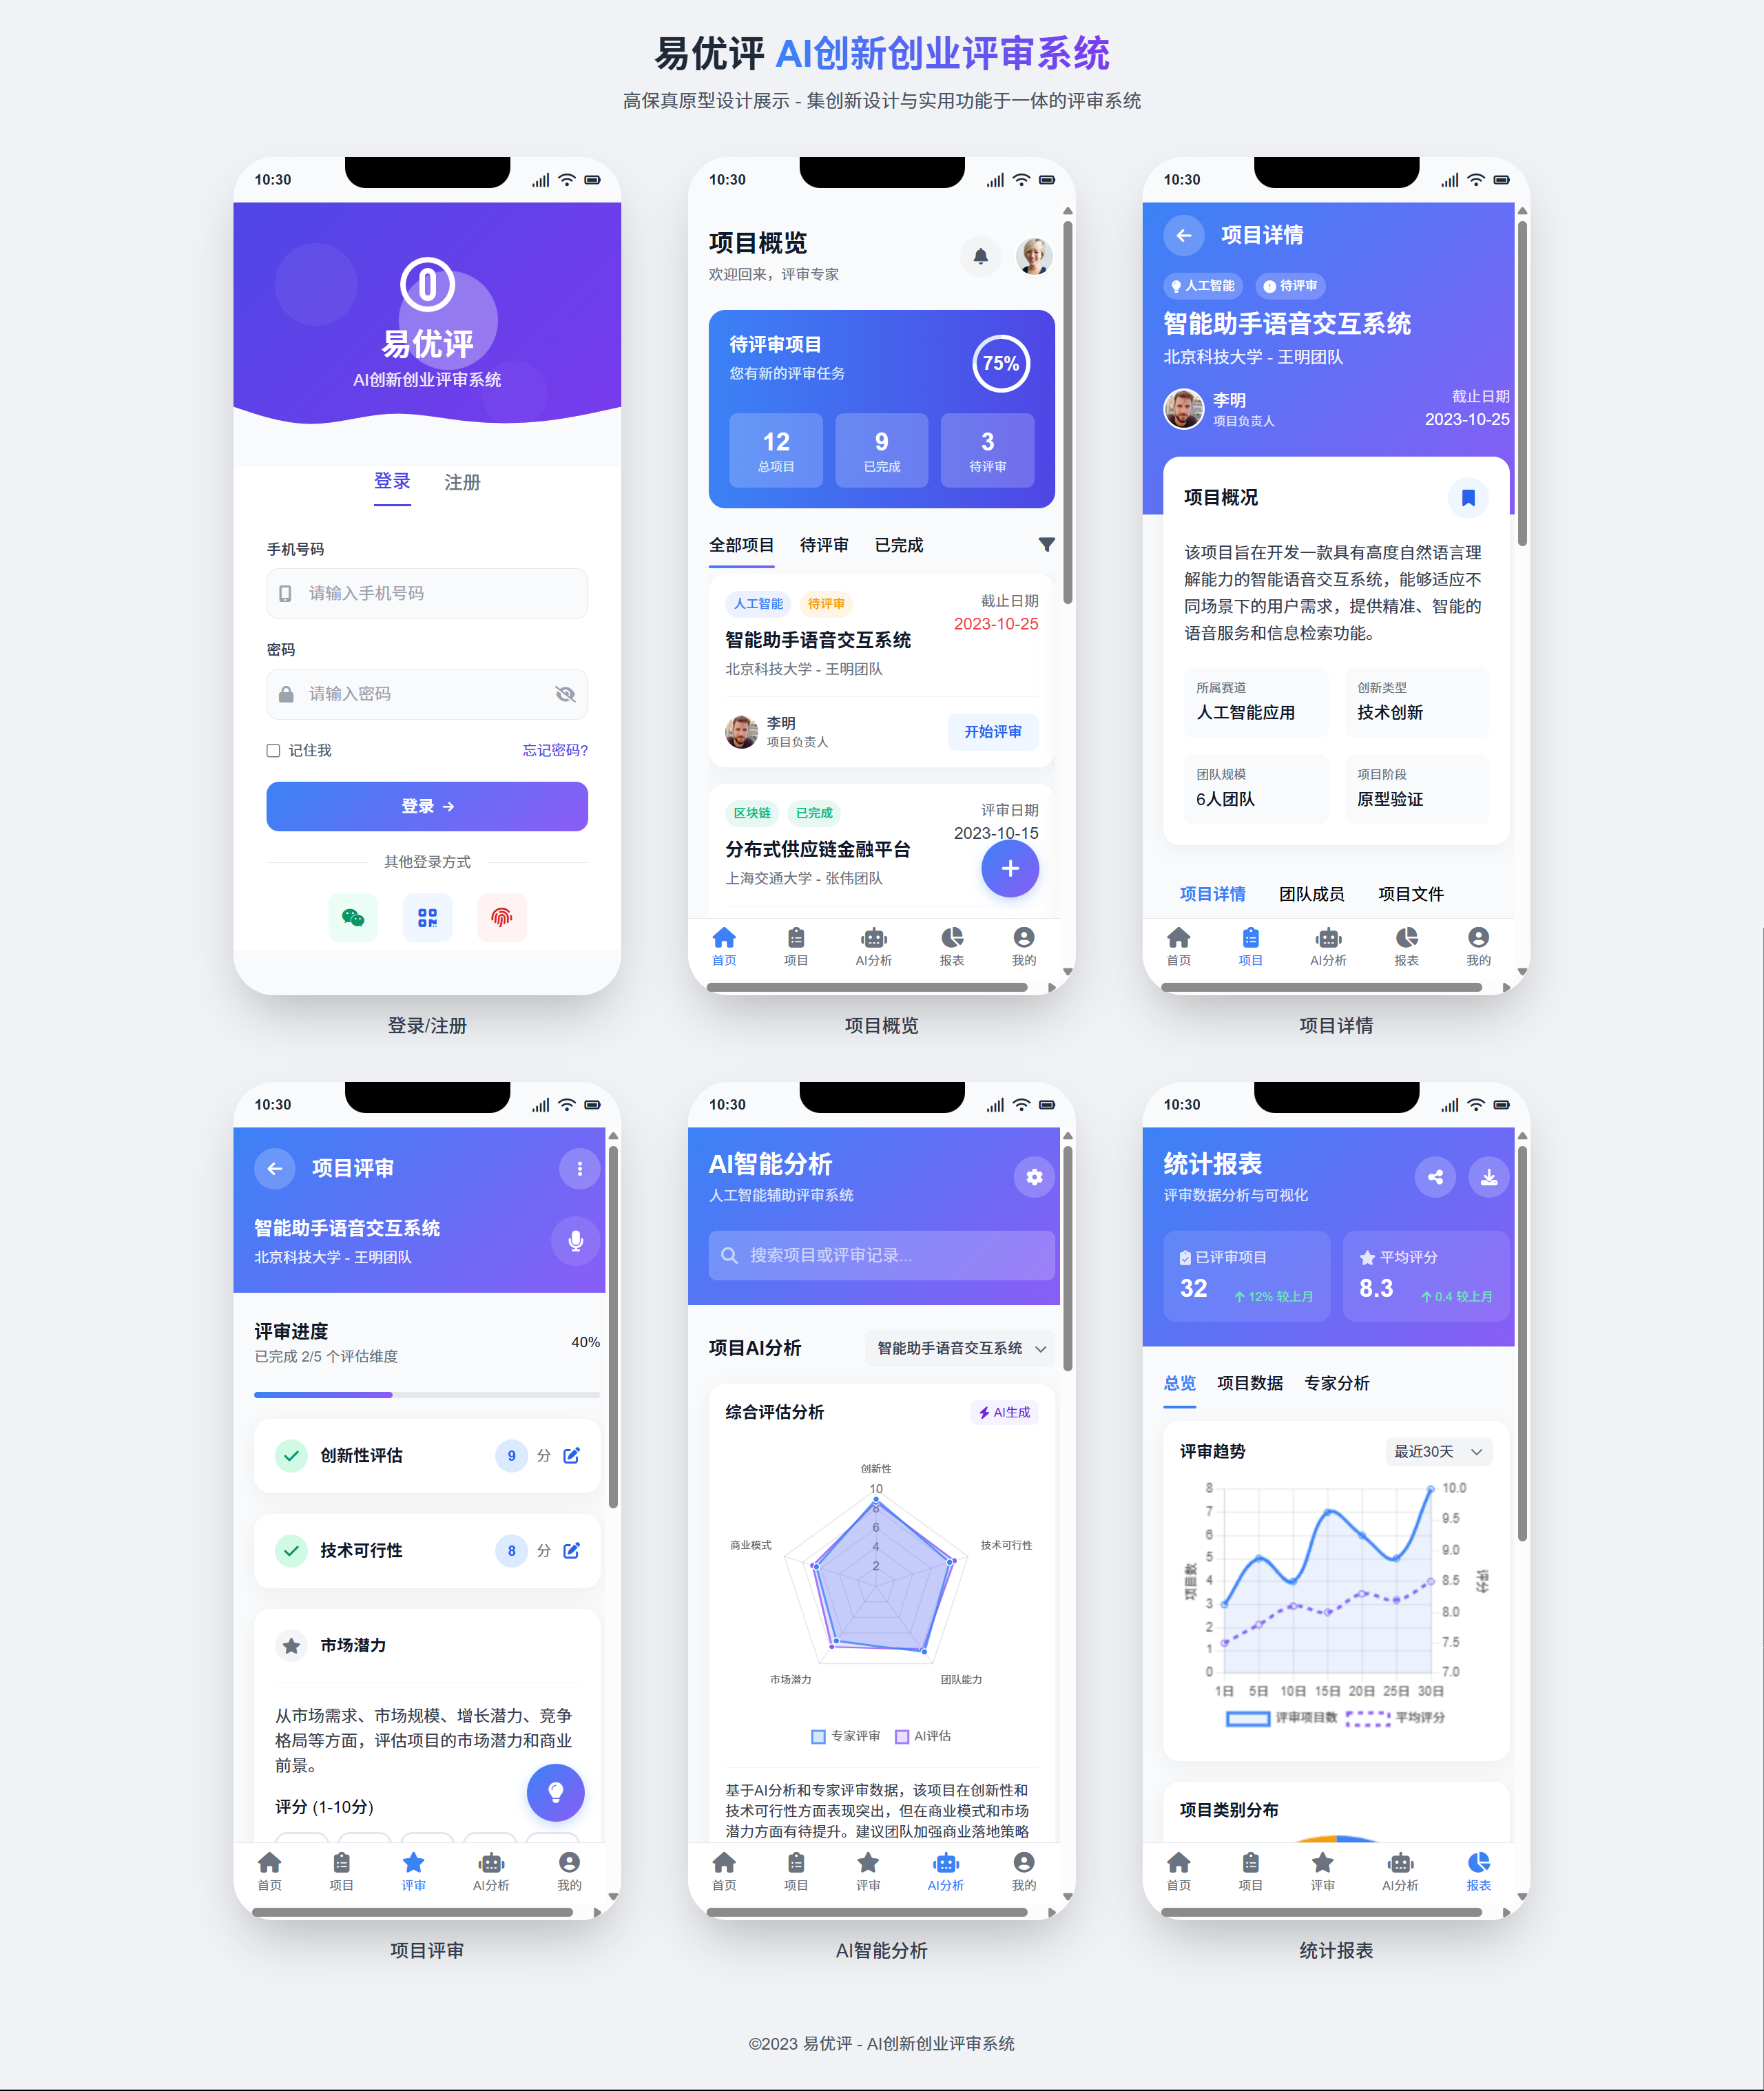 易优评 AI创新创业评审系统
高保真原型设计展示 - 集创新设计与实用功能于一体的评审系统
10:30
易优评
AI创新创业评审系统
登录 注册
手机号码
请输入手机号码
密码
请输入密码
记住我 忘记密码?
登录
其他登录方式
登录/注册
10:30
项目概览
欢迎回来，评审专家
待评审项目
您有新的评审任务
75%
12 9 3
总项目 已完成 待评审
全部项目 待评审 已完成
人工智能 待评审 截止日期
2023-10-25
智能助手语音交互系统
北京科技大学 - 王明团队
李明
项目负责人
开始评审
区块链 已完成 评审日期
2023-10-15
分布式供应链金融平台
上海交通大学 - 张伟团队
首页 项目 AI分析 报表 我的
项目概览
10:30
项目详情
人工智能 待评审
智能助手语音交互系统
北京科技大学 - 王明团队
李明
项目负责人
截止日期
2023-10-25
项目概况
该项目旨在开发一款具有高度自然语言理
解能力的智能语音交互系统，能够适应不
同场景下的用户需求，提供精准、智能的
语音服务和信息检索功能。
所属赛道 创新类型
人工智能应用 技术创新
团队规模 项目阶段
6人团队 原型验证
项目详情 团队成员 项目文件
首页 项目 AI分析 报表 我的
项目详情
10:30
项目评审
智能助手语音交互系统
北京科技大学 - 王明团队
评审进度
已完成 2/5 个评估维度
40%
创新性评估 9 分
技术可行性 8 分
市场潜力
从市场需求、市场规模、增长潜力、竞争
格局等方面，评估项目的市场潜力和商业
前景。
评分 (1-10分)
首页 项目 评审 AI分析 我的
项目评审
10:30
AI智能分析
人工智能辅助评审系统
搜索项目或评审记录...
项目AI分析 智能助手语音交互系统
综合评估分析 AI生成
创新性
10
8
6
4
2
商业模式 技术可行性
市场潜力 团队能力
专家评审 AI评估
基于AI分析和专家评审数据，该项目在创新性和
技术可行性方面表现突出，但在商业模式和市场
潜力方面有待提升。建议团队加强商业落地策略
首页 项目 评审 AI分析 我的
AI智能分析
10:30
统计报表
评审数据分析与可视化
已评审项目 平均评分
32 12% 较上月 8.3 0.4 较上月
总览 项目数据 专家分析
评审趋势 最近30天
8 10.0
7 9.5
6
5 9.0
4 8.5
3 8.0
2 7.5
1
0 7.0
项目数
评分
1日 5日 10日 15日 20日 25日 30日
评审项目数 平均评分
项目类别分布
首页 项目 评审 AI分析 报表
统计报表
©2023 易优评 - AI创新创业评审系统